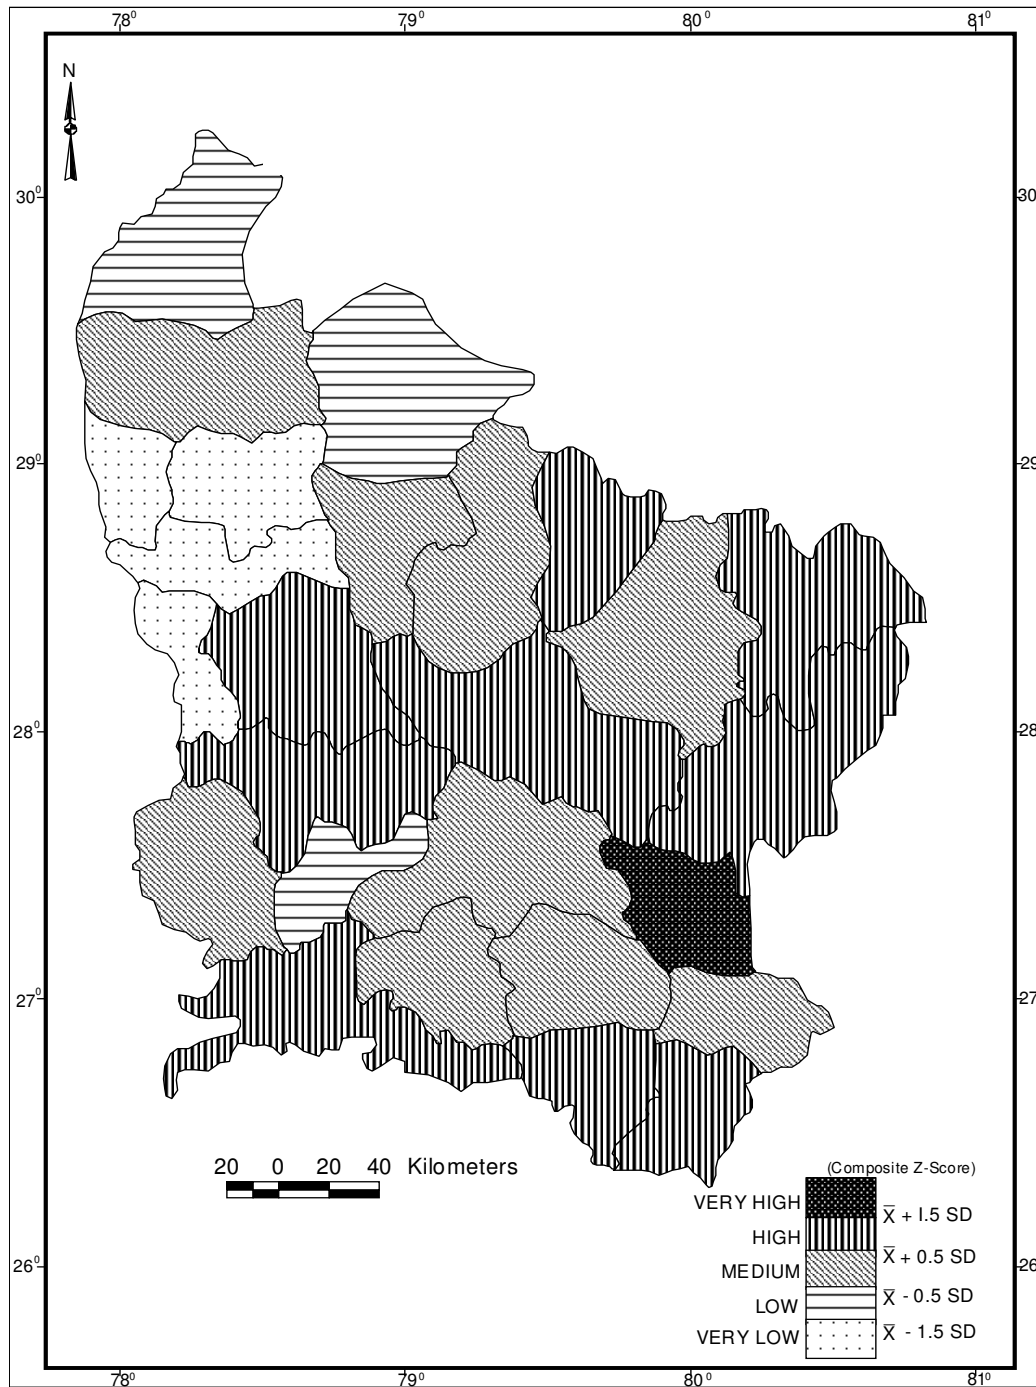 78⁰ 79⁰ 80⁰ 81⁰
N
30⁰ 30
29⁰ 29
28⁰ 28
27⁰ 27
20 0 20 40 Kilometers
(Composite Z-Score)
VERY HIGH
X̅ + I.5 SD
HIGH
X̅ + 0.5 SD
MEDIUM
X̅ - 0.5 SD
LOW
X̅ - 1.5 SD
VERY LOW
26⁰ 26
78⁰ 79⁰ 80⁰ 81⁰